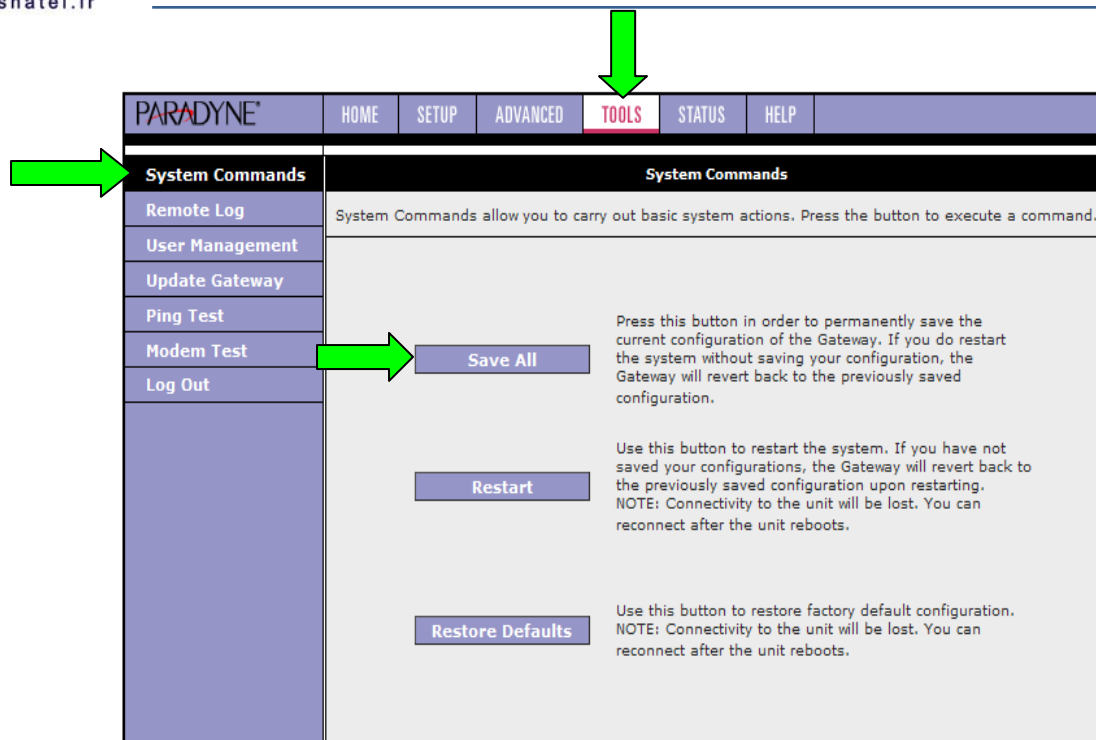 PARADYNE®
HOME SETUP ADVANCED TOOLS STATUS HELP
System Commands
Remote Log
User Management
Update Gateway
Ping Test
Modem Test
Log Out
System Commands
System Commands allow you to carry out basic system actions. Press the button to execute a command.
Save All
Press this button in order to permanently save the
current configuration of the Gateway. If you do restart
the system without saving your configuration, the
Gateway will revert back to the previously saved
configuration.
Restart
Use this button to restart the system. If you have not
saved your configurations, the Gateway will revert back to
the previously saved configuration upon restarting.
NOTE: Connectivity to the unit will be lost. You can
reconnect after the unit reboots.
Restore Defaults
Use this button to restore factory default configuration.
NOTE: Connectivity to the unit will be lost. You can
reconnect after the unit reboots.